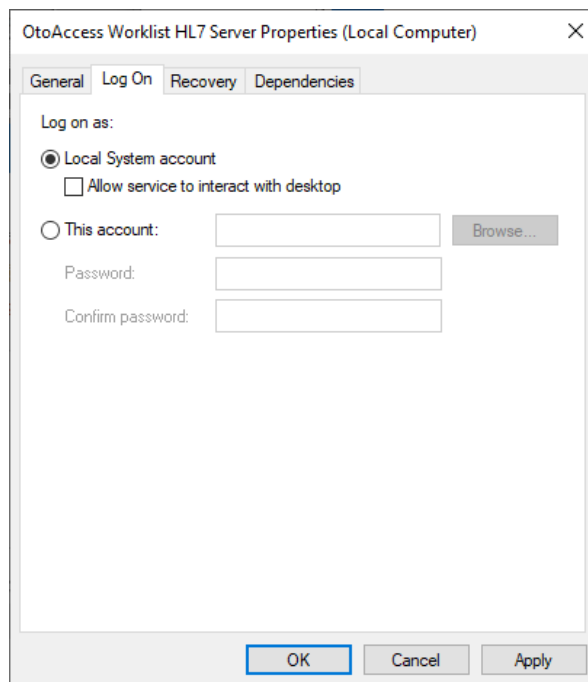 OtoAccess Worklist HL7 Server Properties (Local Computer)
General Log On Recovery Dependencies
Log on as:
Local System account
Allow service to interact with desktop
This account: Browse...
Password:
Confirm password:
OK Cancel Apply